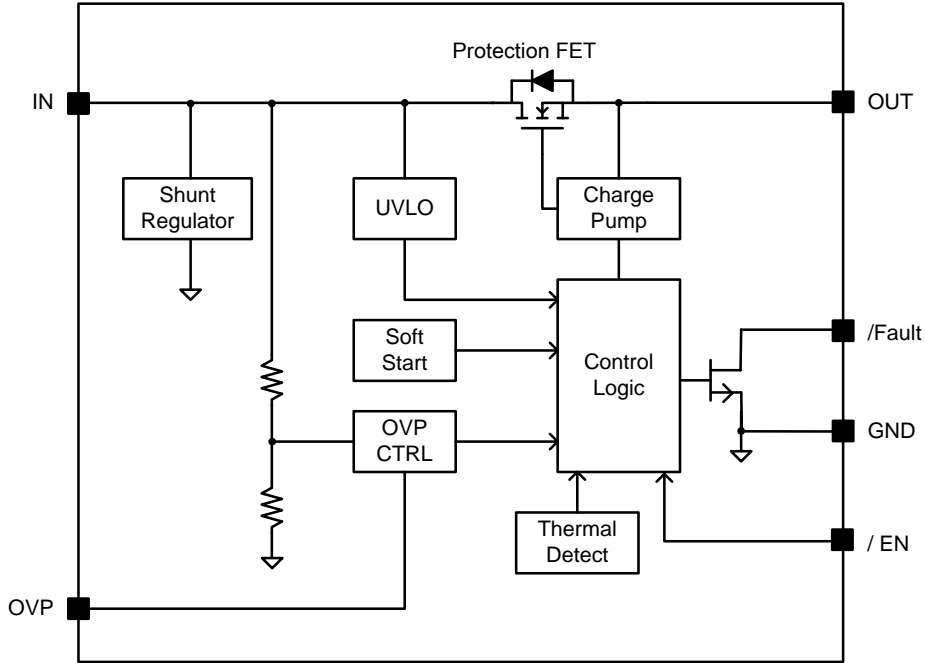 Protection FET
IN
OUT
Shunt
Regulator
UVLO
Charge
Pump
Soft
Start
Control
Logic
/Fault
OVP
CTRL
GND
Thermal
Detect
/ EN
OVP